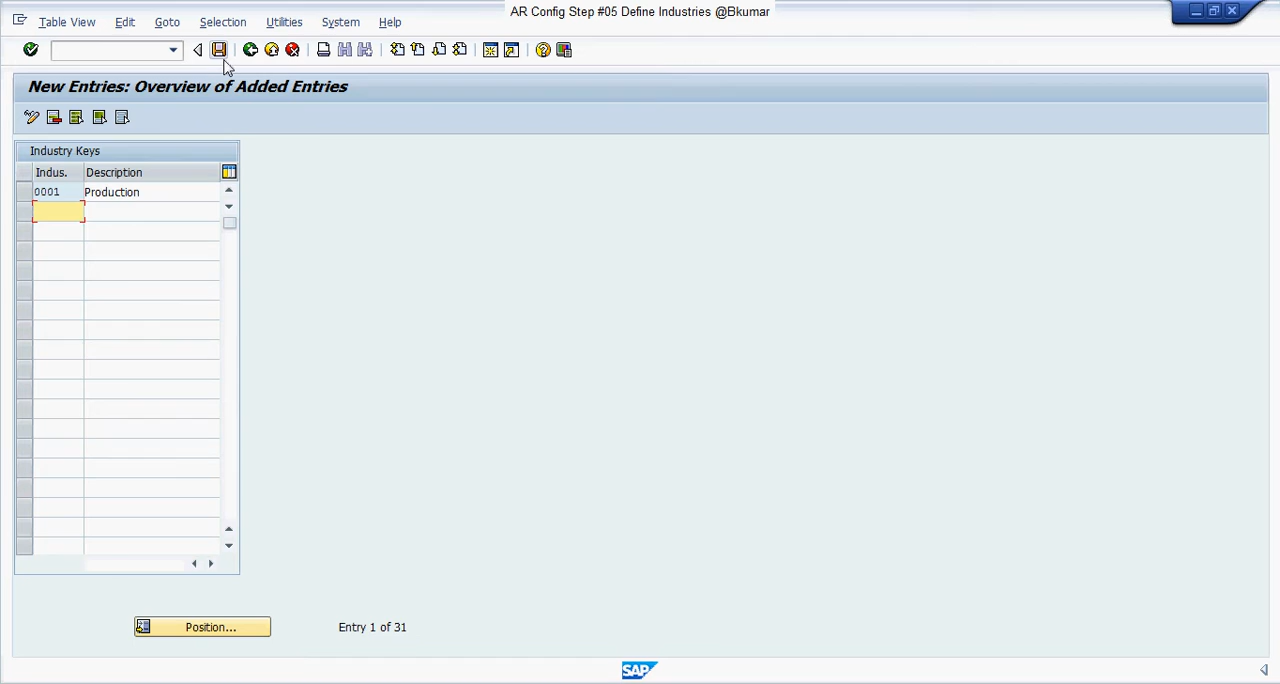 AR Config Step #05 Define Industries @Bkumar
Table View Edit Goto Selection Utilities System Help
New Entries: Overview of Added Entries
Industry Keys
Indus. Description
0001 Production
Position... Entry 1 of 31
SAP